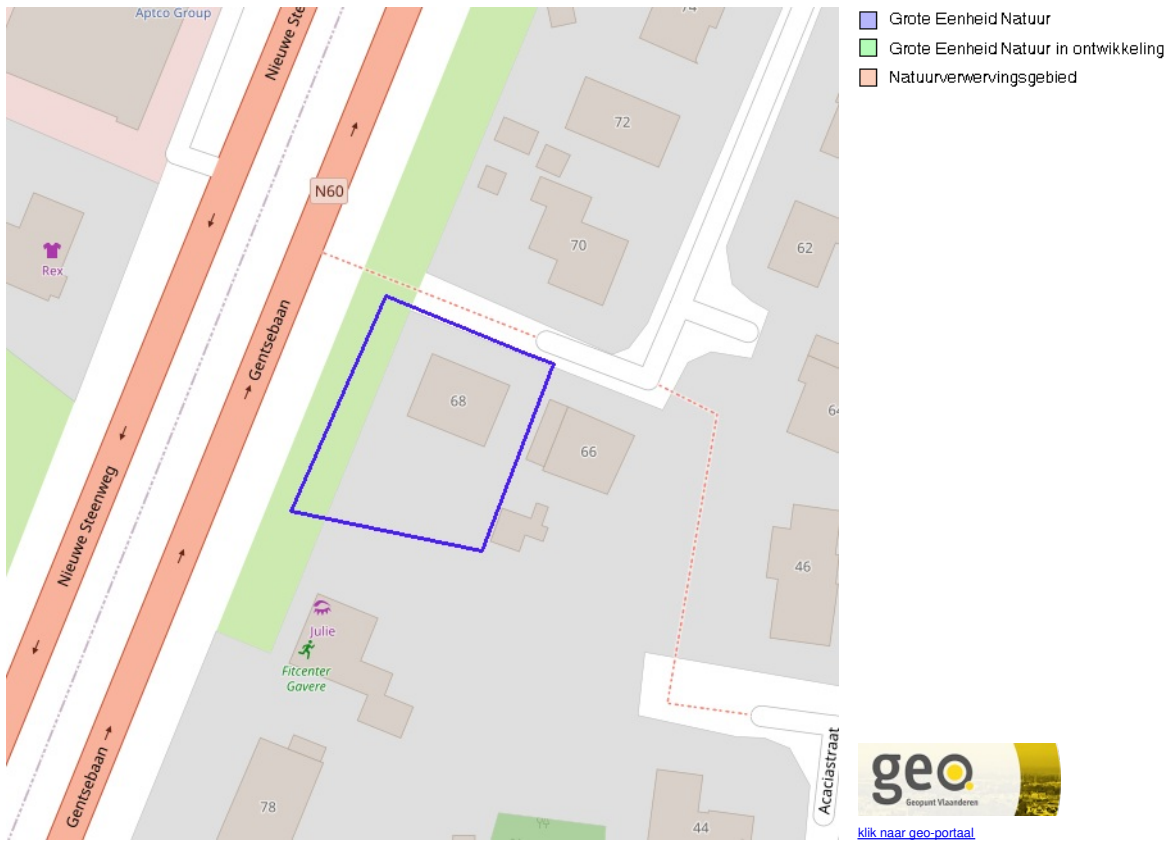 Aptco Group
Nieuwe Ste
74
72
N60
70
62
Rex
Gentsebaan
68
64
66
Nieuwe Steenweg
46
Julie
Fitcenter
Gavere
Gentsebaan
78
44
Acaciastraat
Grote Eenheid Natuur
Grote Eenheid Natuur in ontwikkeling
Natuurverwervingsgebied
geo.
Geopunt Vlaanderen
klik naar geo-portaal